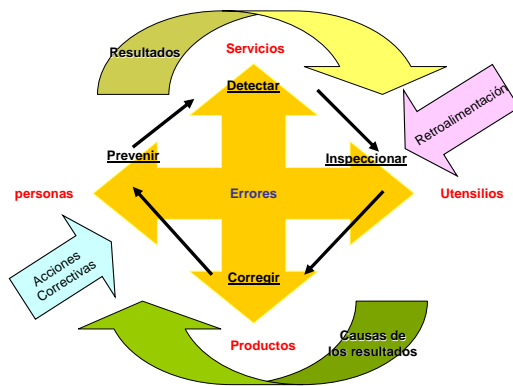 Resultados
Servicios
Detectar
Retroalimentación
Prevenir
Inspeccionar
personas
Errores
Utensilios
Acciones
Correctivas
Corregir
Productos
Causas de
los resultados